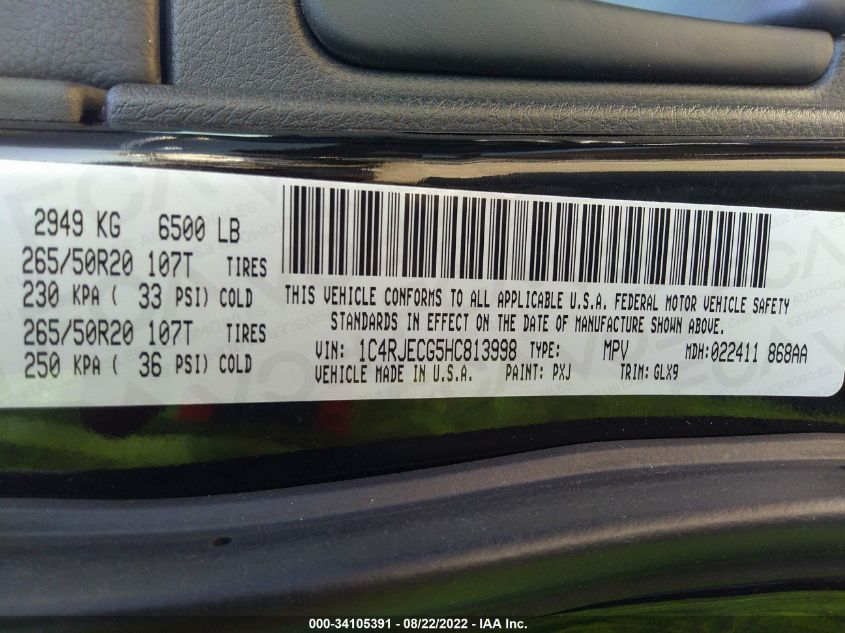 2949 KG 6500 LB
265/50R20 107T TIRES
230 KPA ( 33 PSI) COLD
265/50R20 107T TIRES
250 KPA ( 36 PSI) COLD
THIS VEHICLE CONFORMS TO ALL APPLICABLE U.S.A. FEDERAL MOTOR VEHICLE SAFETY
STANDARDS IN EFFECT ON THE DATE OF MANUFACTURE SHOWN ABOVE.
VIN: 1C4RJECG5HC813998 TYPE: MPV MDH:022411 868AA
VEHICLE MADE IN U.S.A. PAINT: PXJ TRIM: GLX9
000-34105391 - 08/22/2022 - IAA Inc.